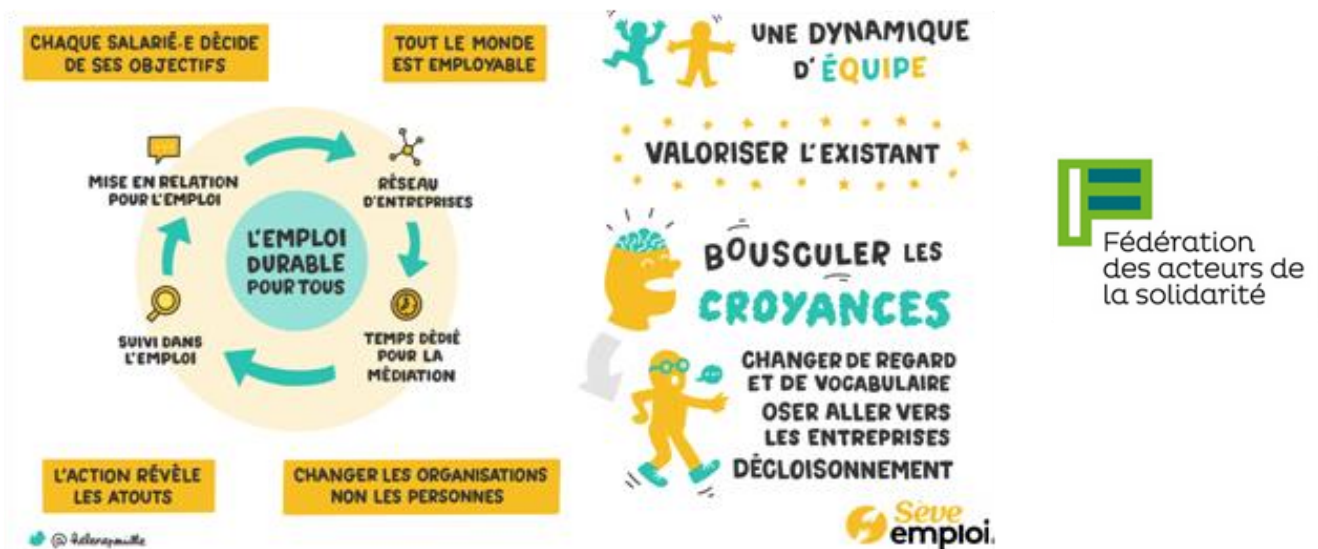 CHAQUE SALARIÉ·E DÉCIDE
DE SES OBJECTIFS
TOUT LE MONDE
EST EMPLOYABLE
MISE EN RELATION
POUR L'EMPLOI
RÉSEAU
D'ENTREPRISES
L'EMPLOI
DURABLE
POUR TOUS
SUIVI DANS
L'EMPLOI
TEMPS DÉDIÉ
POUR LA
MÉDIATION
L'ACTION RÉVÈLE
LES ATOUTS
CHANGER LES ORGANISATIONS
NON LES PERSONNES
UNE DYNAMIQUE
D'ÉQUIPE
VALORISER L'EXISTANT
BOUSCULER LES
CROYANCES
CHANGER DE REGARD
ET DE VOCABULAIRE
OSER ALLER VERS
LES ENTREPRISES
DÉCLOISONNEMENT
Sève
emploi
Fédération
des acteurs de
la solidarité